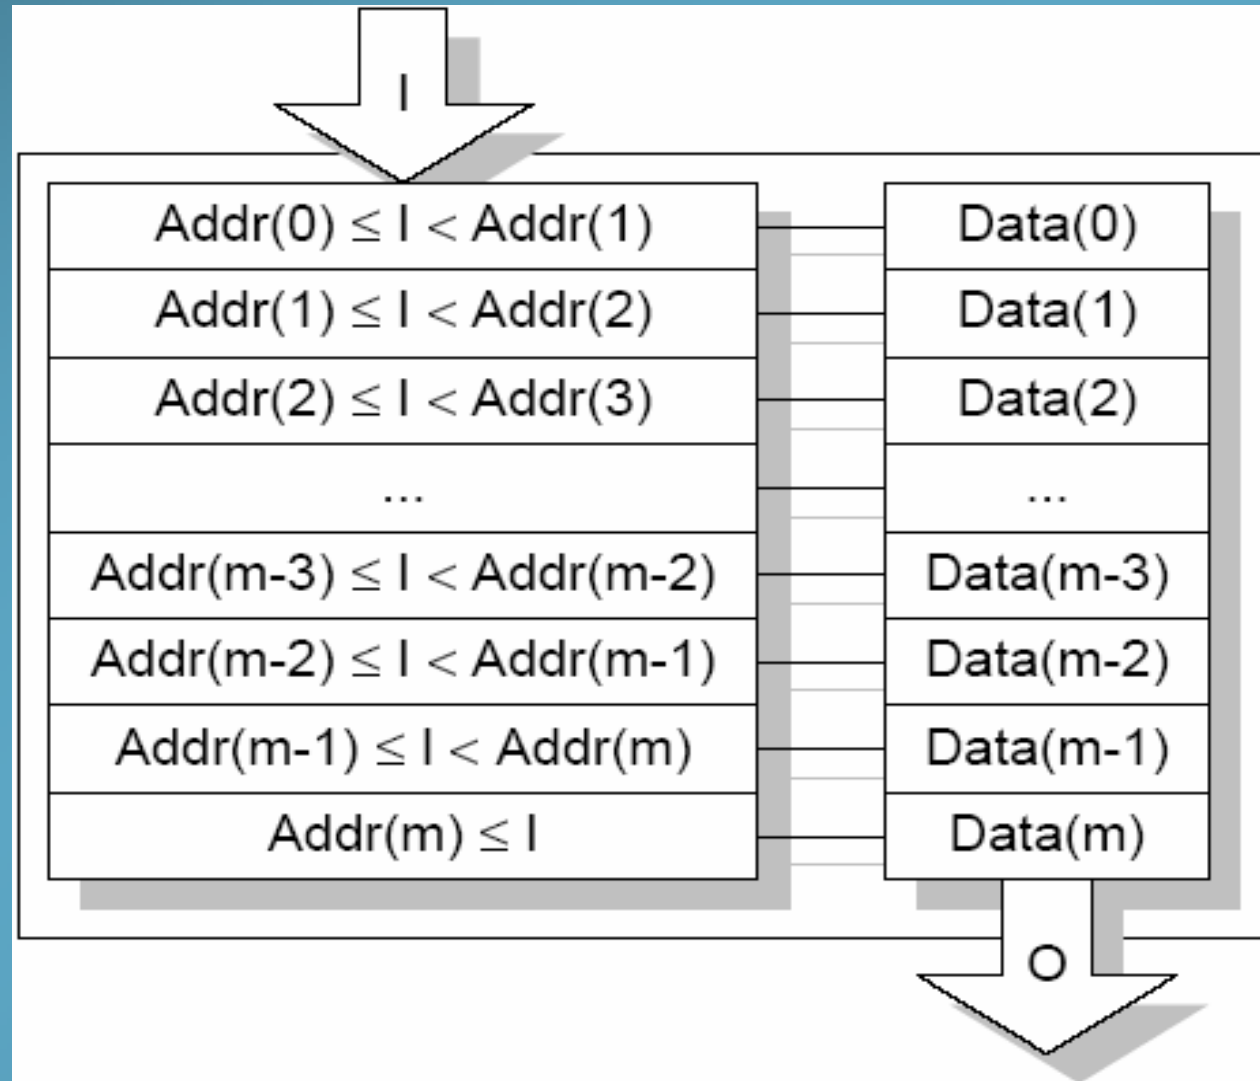 I
Addr(0) ≤ I < Addr(1)
Data(0)
Addr(1) ≤ I < Addr(2)
Data(1)
Addr(2) ≤ I < Addr(3)
Data(2)
...
...
Addr(m-3) ≤ I < Addr(m-2)
Data(m-3)
Addr(m-2) ≤ I < Addr(m-1)
Data(m-2)
Addr(m-1) ≤ I < Addr(m)
Data(m-1)
Addr(m) ≤ I
Data(m)
O